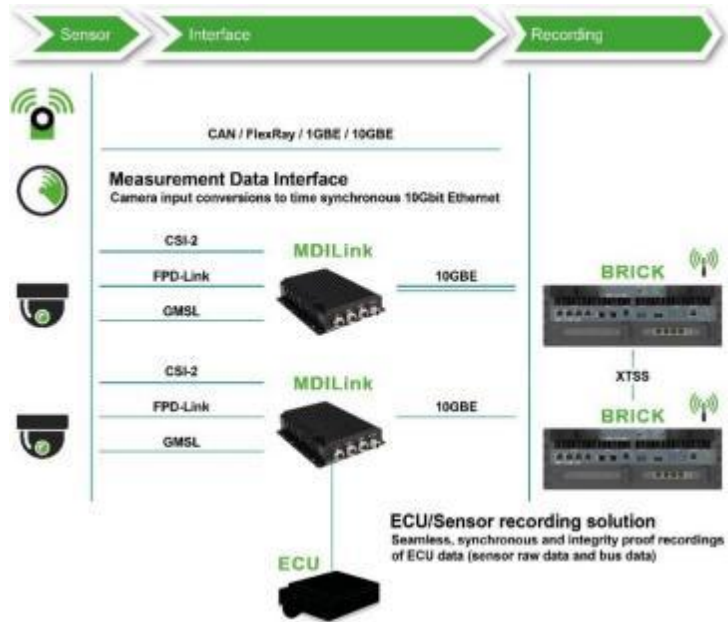 Sensor
Interface
Recording
CAN / FlexRay / 1GBE / 10GBE
Measurement Data Interface
Camera input conversions to time synchronous 10Gbit Ethernet
CSI-2
MDILink
FPD-Link
10GBE
GMSL
BRICK
XTSS
CSI-2
MDILink
FPD-Link
10GBE
GMSL
BRICK
ECU/Sensor recording solution
Seamless, synchronous and integrity proof recordings
of ECU data (sensor raw data and bus data)
ECU